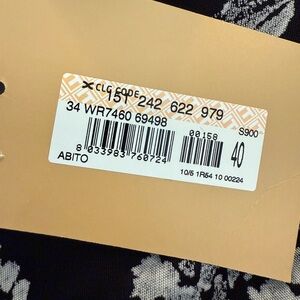 CLG CODE
151 242 622 979
34 WR7460 69498
S900
00158
40
8 033983 760724
ABITO
10/5 1R54 10 00224